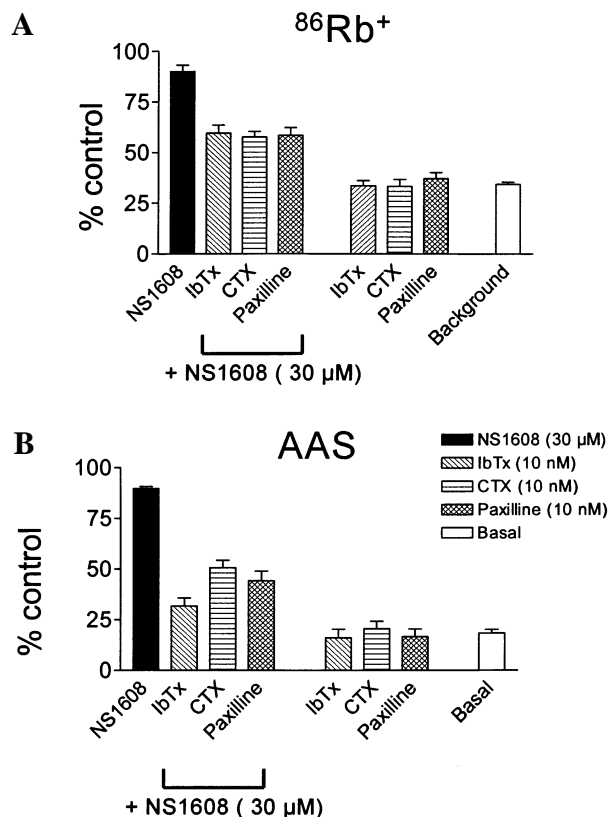 A
86Rb+
% control
100
75
50
25
0
NS1608
IbTx
CTX
Paxilline
IbTx
CTX
Paxilline
Background
+ NS1608 ( 30 µM)
B
AAS
% control
100
75
50
25
0
NS1608 (30 µM)
IbTx (10 nM)
CTX (10 nM)
Paxilline (10 nM)
Basal
NS1608
IbTx
CTX
Paxilline
IbTx
CTX
Paxilline
Basal
+ NS1608 ( 30 µM)